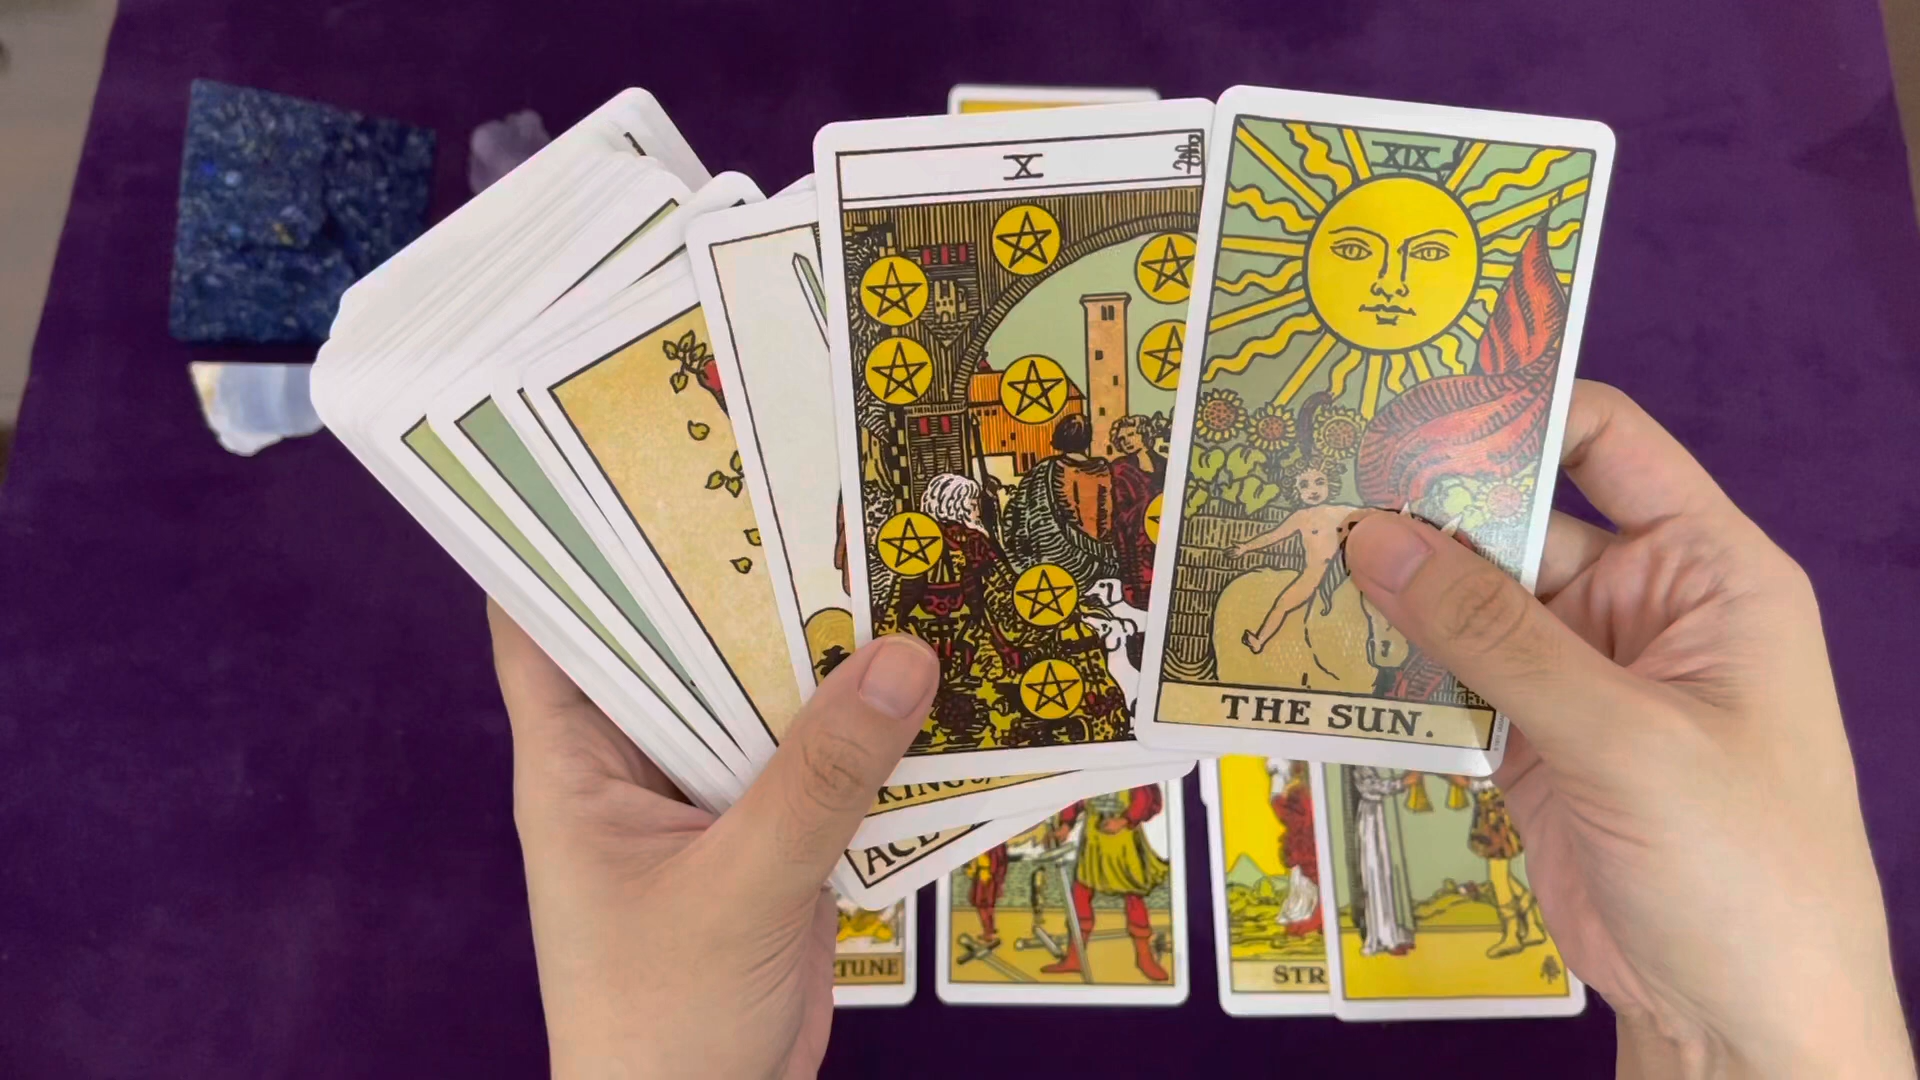 X
XIX
THE SUN.
KING
ACE
TUNE
STR